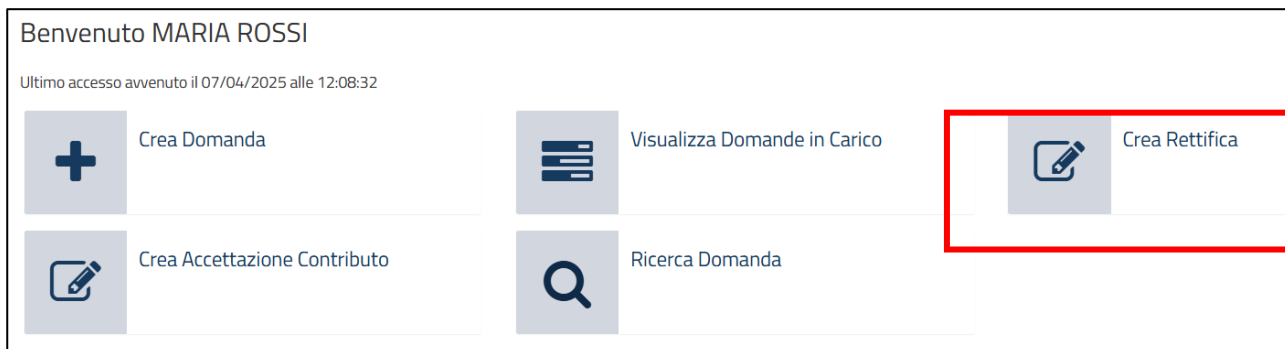 Benvenuto MARIA ROSSI
Ultimo accesso avvenuto il 07/04/2025 alle 12:08:32
Crea Domanda
Visualizza Domande in Carico
Crea Rettifica
Crea Accettazione Contributo
Ricerca Domanda